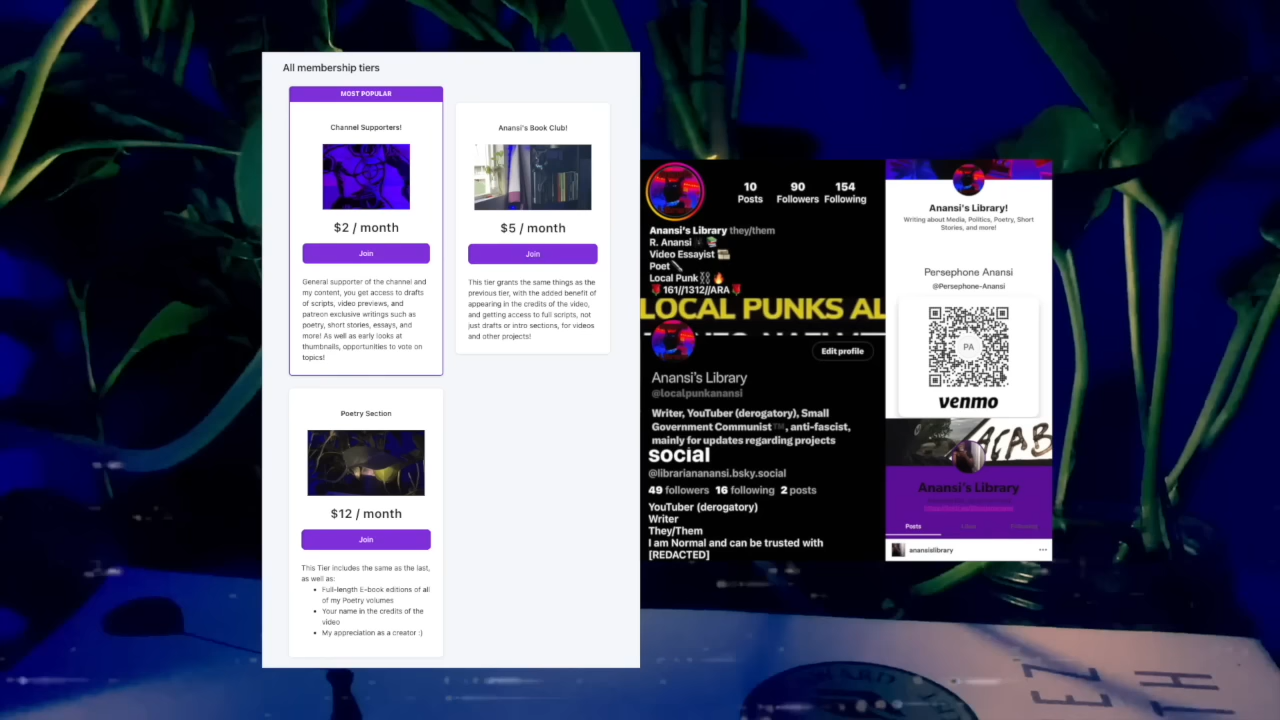 All membership tiers
MOST POPULAR
Channel Supporters!
$2 / month
Join
General supporter of the channel and
my content, you get access to drafts
of scripts, video previews, and
patreon exclusive writings such as
poetry, short stories, essays, and
more! As well as early looks at
thumbnails, opportunities to vote on
topics!
Anansi's Book Club!
$5 / month
Join
This tier grants the same things as the
previous tier, with the added benefit of
appearing in the credits of the video,
and getting access to full scripts, not
just drafts or intro sections, for videos
and other projects!
Poetry Section
$12 / month
Join
This Tier includes the same as the last,
as well as:
• Full-length E-book editions of all
of my Poetry volumes
• Your name in the credits of the
video
• My appreciation as a creator :)
10 90 154
Posts Followers Following
Anansi's Library they/them
R. Anansi
Video Essayist
Poet
Local Punk
161//1312//ARA
LOCAL PUNKS AL
Edit profile
Anansi's Library
@localpunkanansi
Writer, YouTuber (derogatory), Small
Government Communist™, anti-fascist,
mainly for updates regarding projects
social
@librariananansi.bsky.social
49 followers 16 following 2 posts
YouTuber (derogatory)
Writer
They/Them
I am Normal and can be trusted with
[REDACTED]
Anansi's Library!
Writing about Media, Politics, Poetry, Short
Stories, and more!
Persephone Anansi
@Persephone-Anansi
PA
venmo
ACAB
Anansi's Library
Posts Likes Following
anansislibrary
E Z
H T